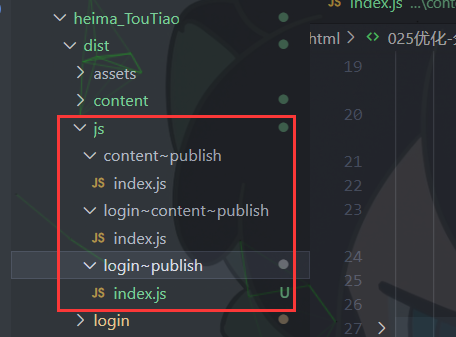 heima_TouTiao
dist
assets
content
js
content~publish
JS index.js
login~content~publish
JS index.js
login~publish
JS index.js U
login
index.js ...\cont
html > <> 025优化-
19
20
21
22
23
24
25
26
27